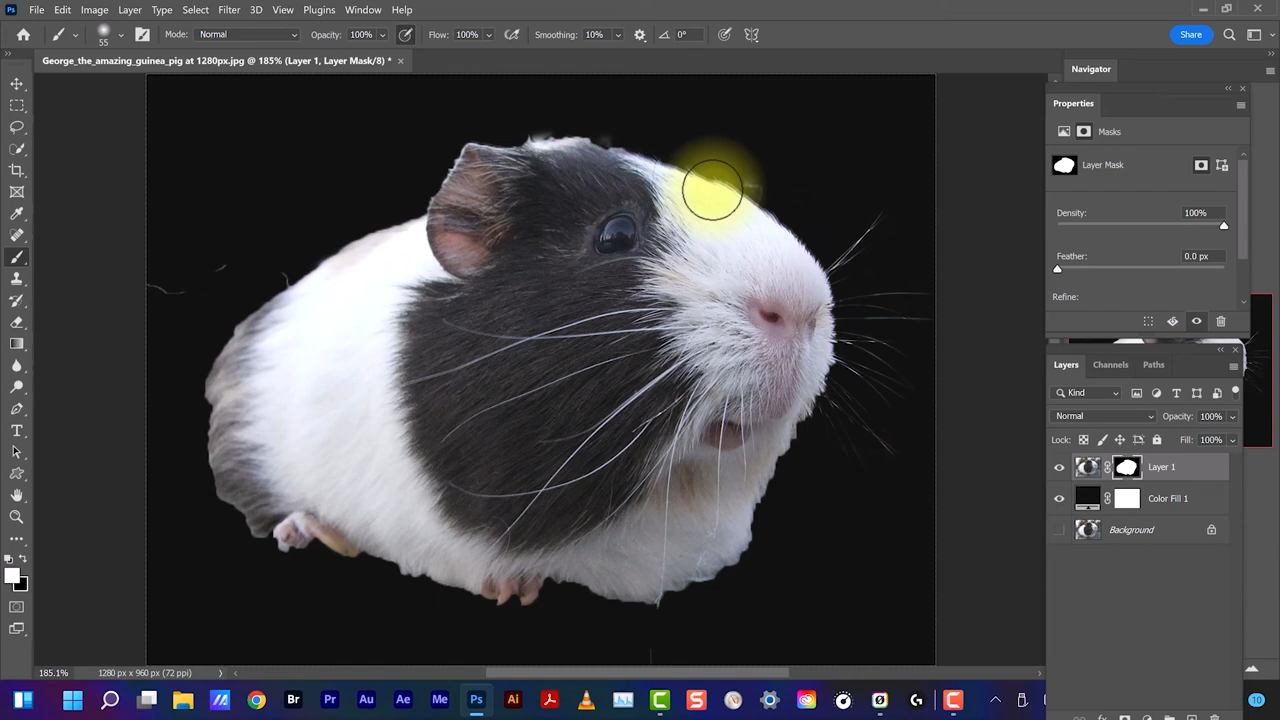 Ps File Edit Image Layer Type Select Filter 3D View Plugins Window Help
55 Mode: Normal Opacity: 100% Flow: 100% Smoothing: 10% 0° Share
George_the_amazing_guinea_pig at 1280px.jpg @ 185% (Layer 1, Layer Mask/8) * ×
Navigator
Properties
Masks
Layer Mask
Density: 100%
Feather: 0.0 px
Refine:
Layers Channels Paths
Kind
Normal Opacity: 100%
Lock: Fill: 100%
Layer 1
Color Fill 1
Background
185.1% 1280 px x 960 px (72 ppi)
Br Pr Au Ae Me Ps Ai
10